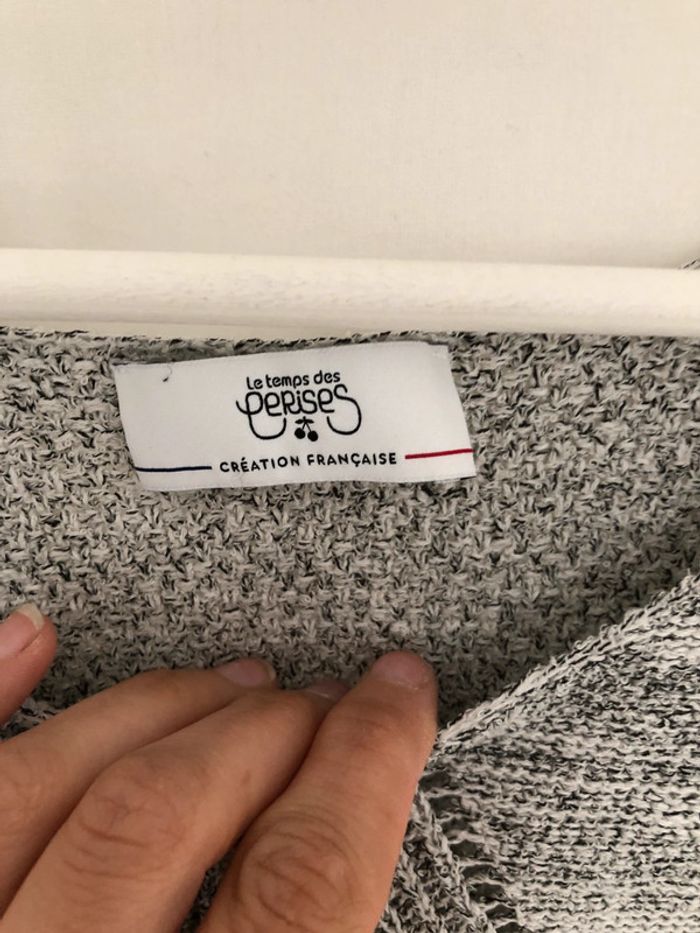 Le temps des
CeRiSeS
CRÉATION FRANÇAISE